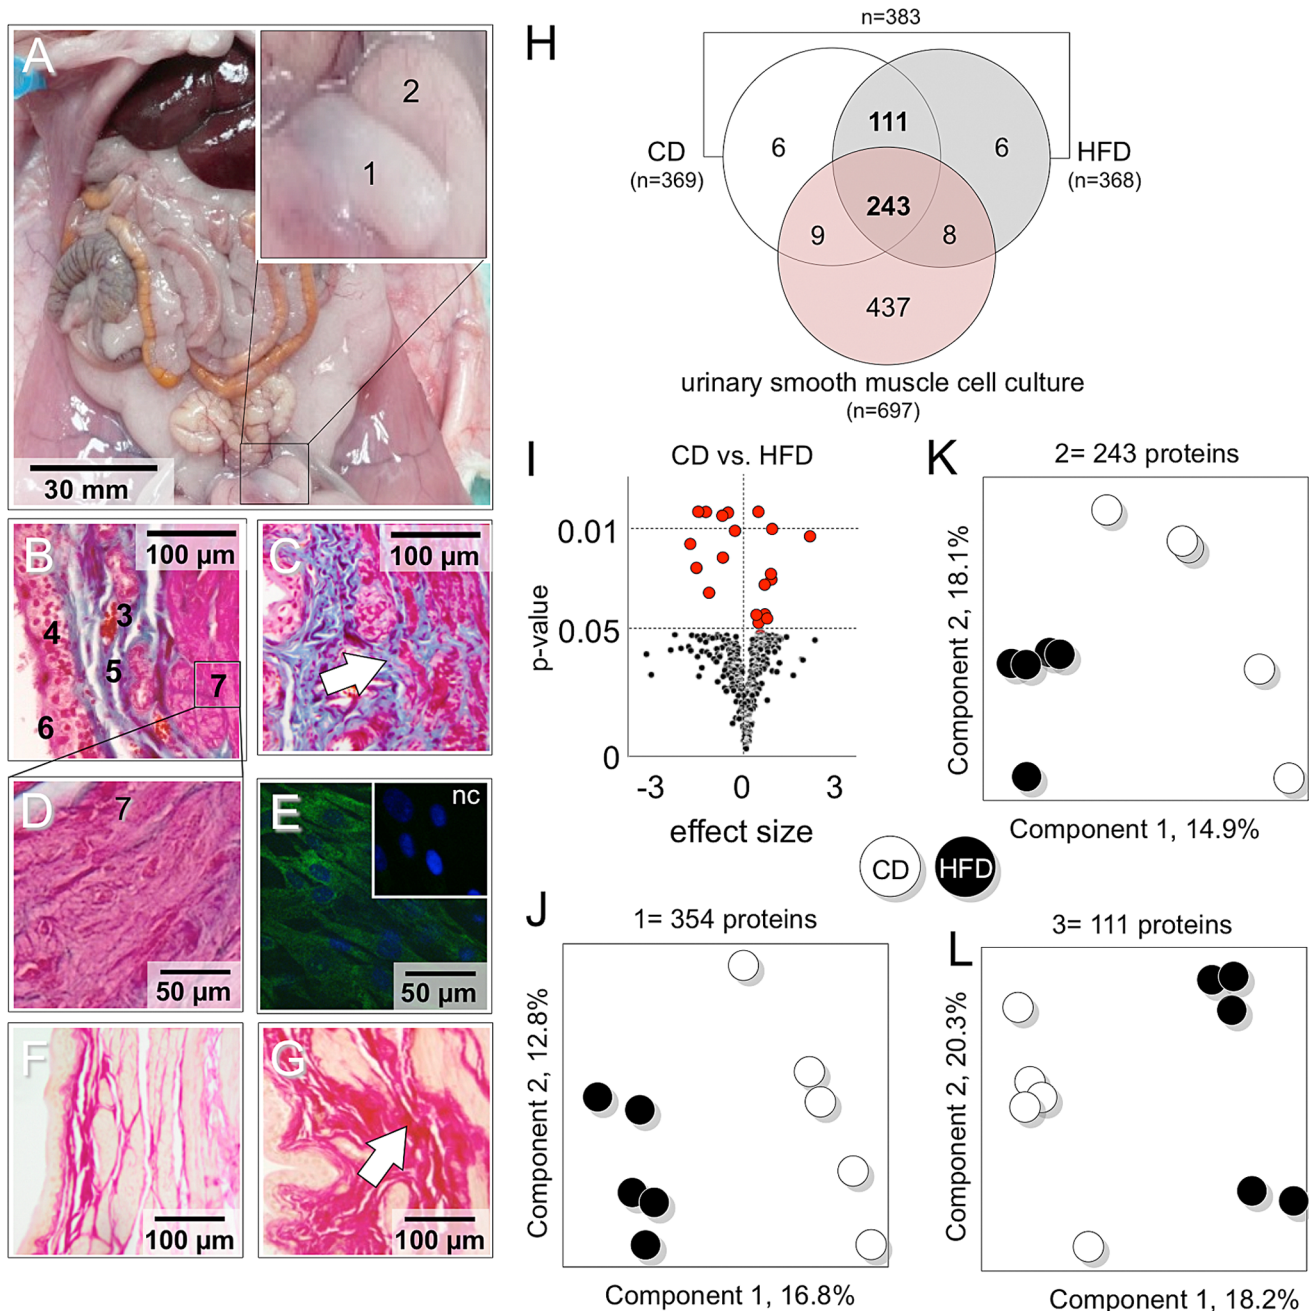 A
2
1
30 mm
B
100 µm
3
4
5
7
6
C
100 µm
D
7
50 µm
E
nc
50 µm
F
100 µm
G
100 µm
H
n=383
CD
(n=369)
HFD
(n=368)
6
111
6
243
9
8
437
urinary smooth muscle cell culture
(n=697)
I
CD vs. HFD
p-value
0.01
0.05
0
-3
0
3
effect size
K
2= 243 proteins
Component 2, 18.1%
Component 1, 14.9%
CD
HFD
J
1= 354 proteins
Component 2, 12.8%
Component 1, 16.8%
L
3= 111 proteins
Component 2, 20.3%
Component 1, 18.2%